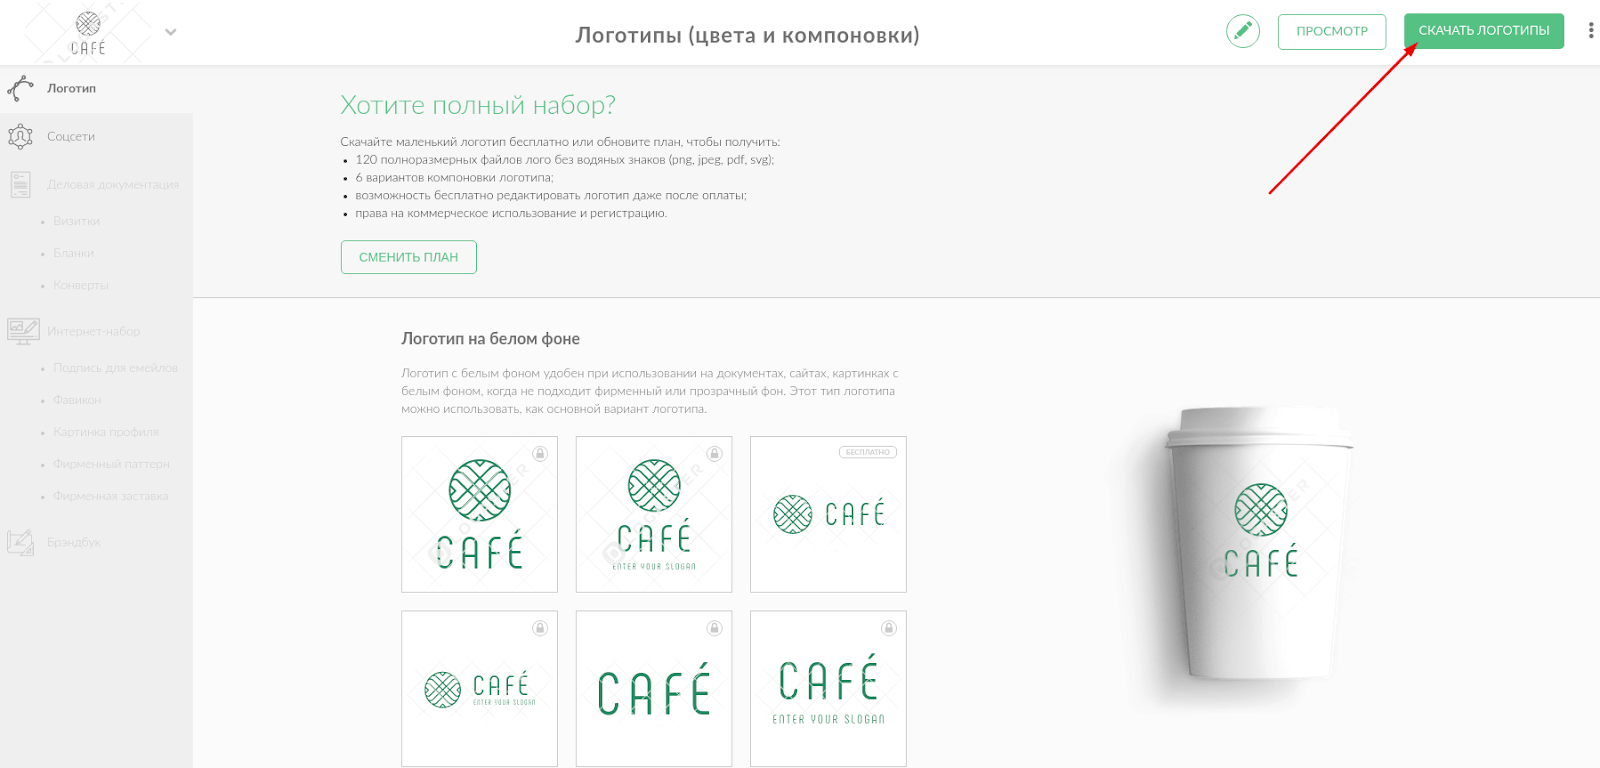 CAFÉ
Логотипы (цвета и компоновки)
ПРОСМОТР
СКАЧАТЬ ЛОГОТИПЫ
Логотип
Соцсети
Деловая документация
Визитки
Бланки
Конверты
Интернет-набор
Подпись для емейлов
Фавикон
Картинка профиля
Фирменный паттерн
Фирменная заставка
Брэндбук
Хотите полный набор?
Скачайте маленький логотип бесплатно или обновите план, чтобы получить:
120 полноразмерных файлов лого без водяных знаков (png, jpeg, pdf, svg);
6 вариантов компоновки логотипа;
возможность бесплатно редактировать логотип даже после оплаты;
права на коммерческое использование и регистрацию.
СМЕНИТЬ ПЛАН
Логотип на белом фоне
Логотип с белым фоном удобен при использовании на документах, сайтах, картинках с
белым фоном, когда не подходит фирменный или прозрачный фон. Этот тип логотипа
можно использовать, как основной вариант логотипа.
CAFÉ
CAFÉ
ENTER YOUR SLOGAN
БЕСПЛАТНО
CAFÉ
CAFÉ
ENTER YOUR SLOGAN
CAFÉ
CAFÉ
ENTER YOUR SLOGAN
CAFÉ